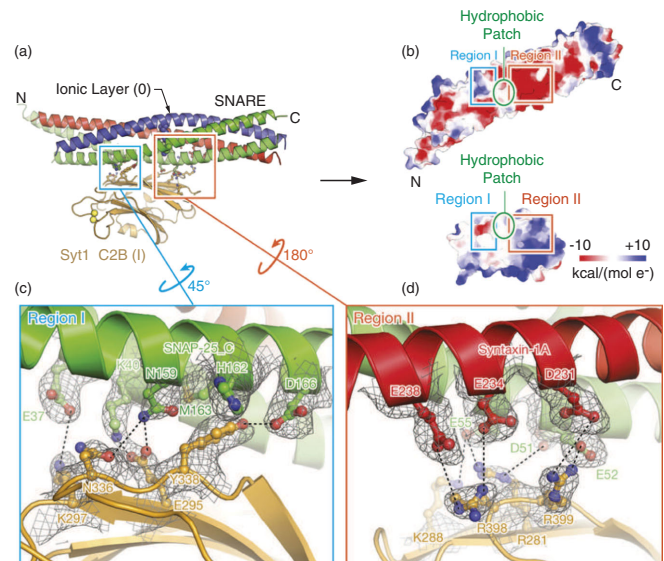 (a)
Ionic Layer (0)
N
SNARE
C
Syt1 C2B (I)
45°
180°
(b)
Hydrophobic
Patch
Region I
Region II
C
N
Hydrophobic
Patch
Region I
Region II
-10
+10
kcal/(mol e-)
(c)
Region I
SNAP-25_C
K40
N159
H162
D166
M163
E37
N336
Y338
E295
K297
(d)
Region II
Syntaxin-1A
E238
E234
D231
E55
D51
E52
R398
R399
K288
R281